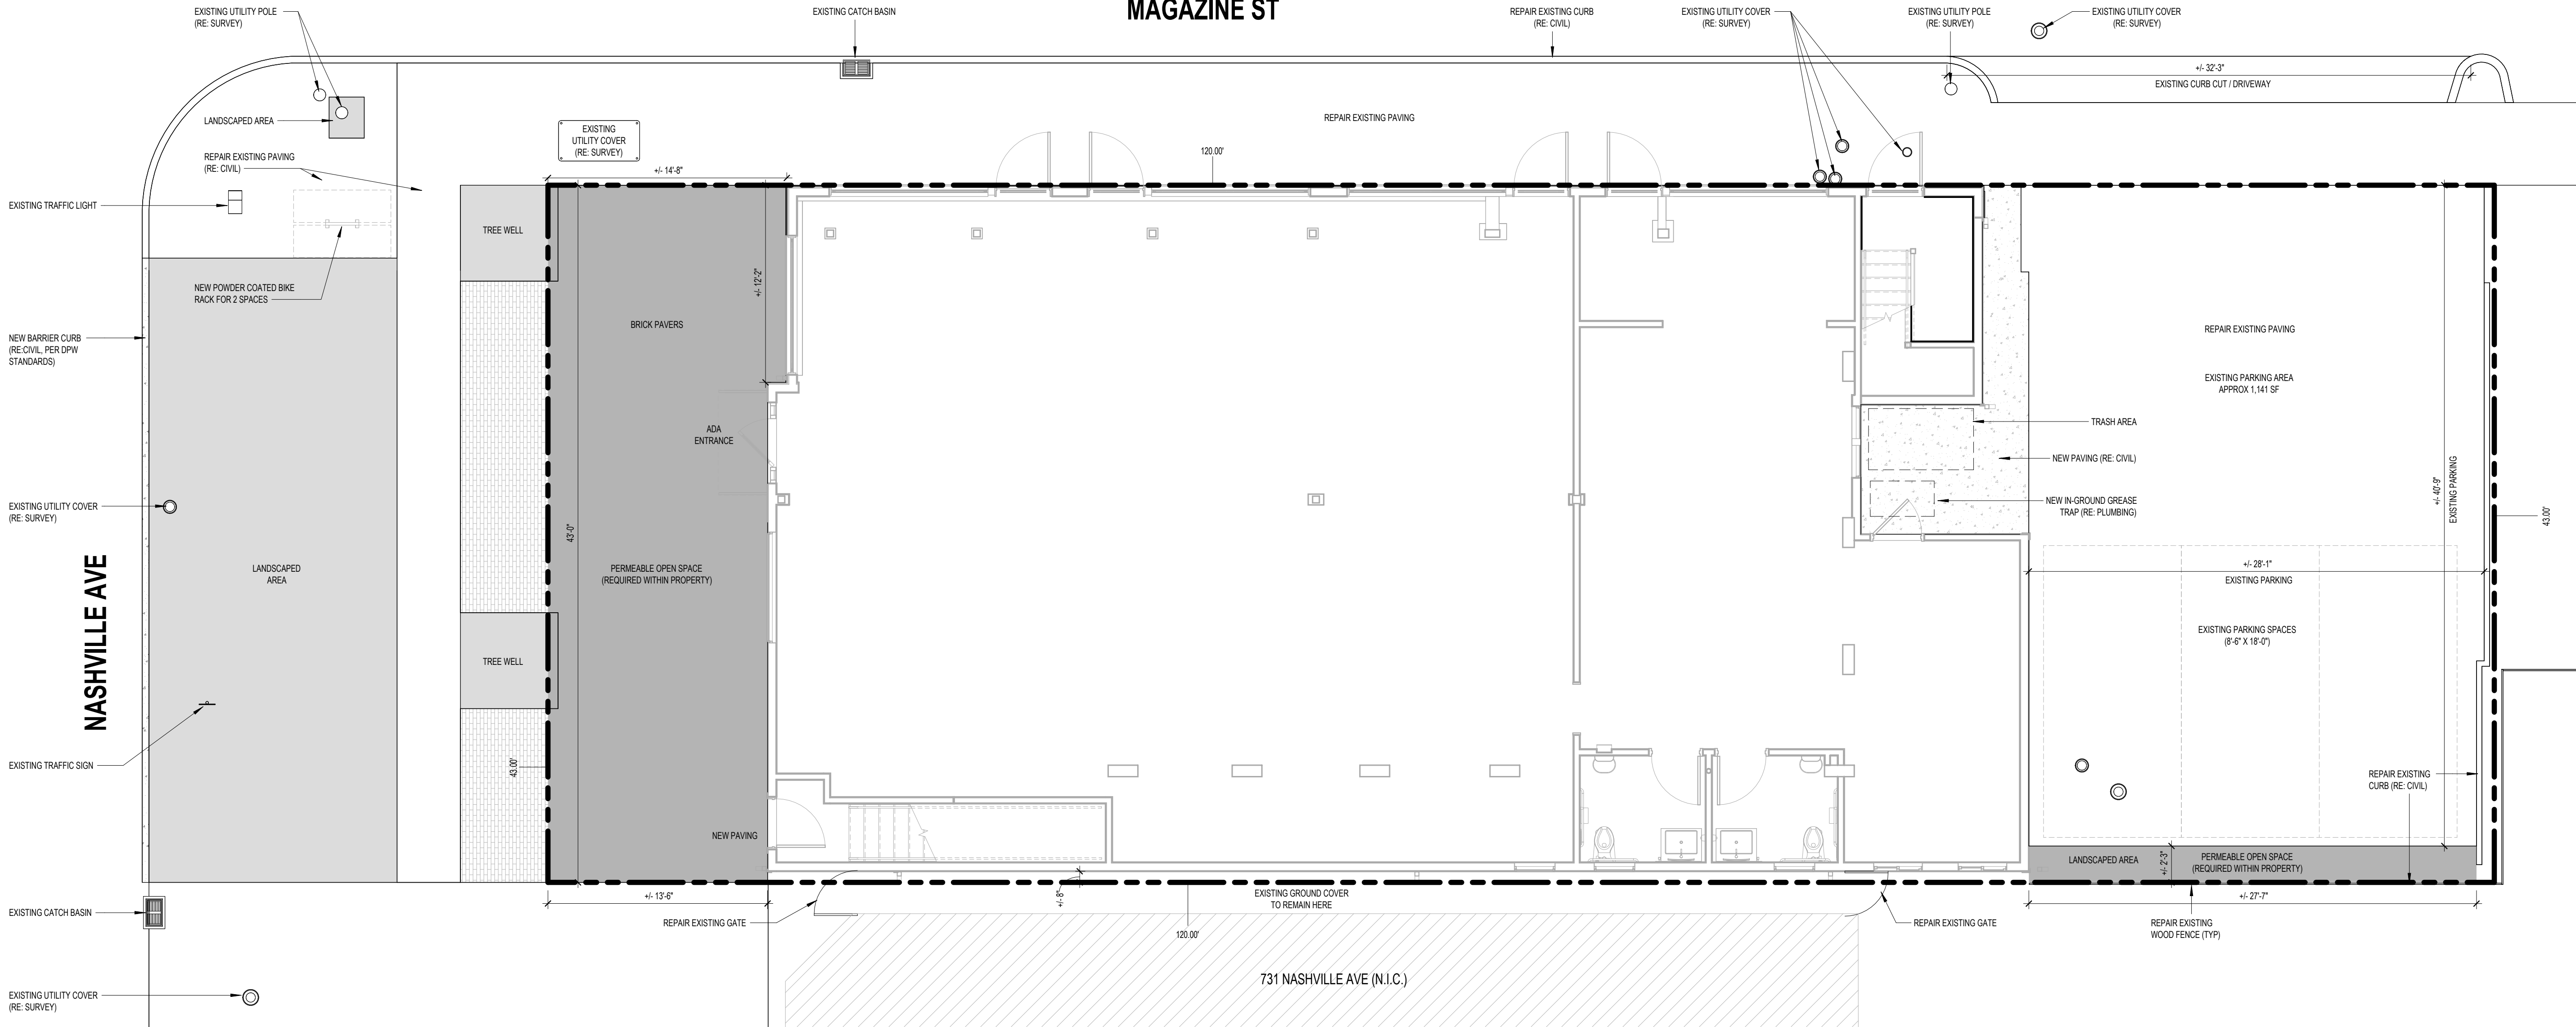 MAGAZINE ST
EXISTING UTILITY POLE
(RE: SURVEY)
EXISTING CATCH BASIN
REPAIR EXISTING CURB
(RE: CIVIL)
EXISTING UTILITY COVER
(RE: SURVEY)
EXISTING UTILITY POLE
(RE: SURVEY)
EXISTING UTILITY COVER
(RE: SURVEY)
+/- 32'-3"
EXISTING CURB CUT / DRIVEWAY
LANDSCAPED AREA
REPAIR EXISTING PAVING
(RE: CIVIL)
EXISTING
UTILITY COVER
(RE: SURVEY)
REPAIR EXISTING PAVING
120.00'
+/- 14'-8"
EXISTING TRAFFIC LIGHT
TREE WELL
NEW POWDER COATED BIKE
RACK FOR 2 SPACES
+/- 12'-2"
BRICK PAVERS
NEW BARRIER CURB
(RE:CIVIL, PER DPW
STANDARDS)
REPAIR EXISTING PAVING
EXISTING PARKING AREA
APPROX 1,141 SF
ADA
ENTRANCE
TRASH AREA
NEW PAVING (RE: CIVIL)
NEW IN-GROUND GREASE
TRAP (RE: PLUMBING)
+/- 40'-9"
EXISTING PARKING
43.00'
EXISTING UTILITY COVER
(RE: SURVEY)
43'-0"
NASHVILLE AVE
LANDSCAPED
AREA
PERMEABLE OPEN SPACE
(REQUIRED WITHIN PROPERTY)
+/- 28'-1"
EXISTING PARKING
EXISTING PARKING SPACES
(8'-6" X 18'-0")
TREE WELL
EXISTING TRAFFIC SIGN
43.00'
REPAIR EXISTING
CURB (RE: CIVIL)
NEW PAVING
LANDSCAPED AREA
+/- 2'-3"
PERMEABLE OPEN SPACE
(REQUIRED WITHIN PROPERTY)
+/- 13'-6"
+/- 8"
EXISTING GROUND COVER
TO REMAIN HERE
+/- 27'-7"
EXISTING CATCH BASIN
REPAIR EXISTING GATE
120.00'
REPAIR EXISTING GATE
REPAIR EXISTING
WOOD FENCE (TYP)
731 NASHVILLE AVE (N.I.C.)
EXISTING UTILITY COVER
(RE: SURVEY)